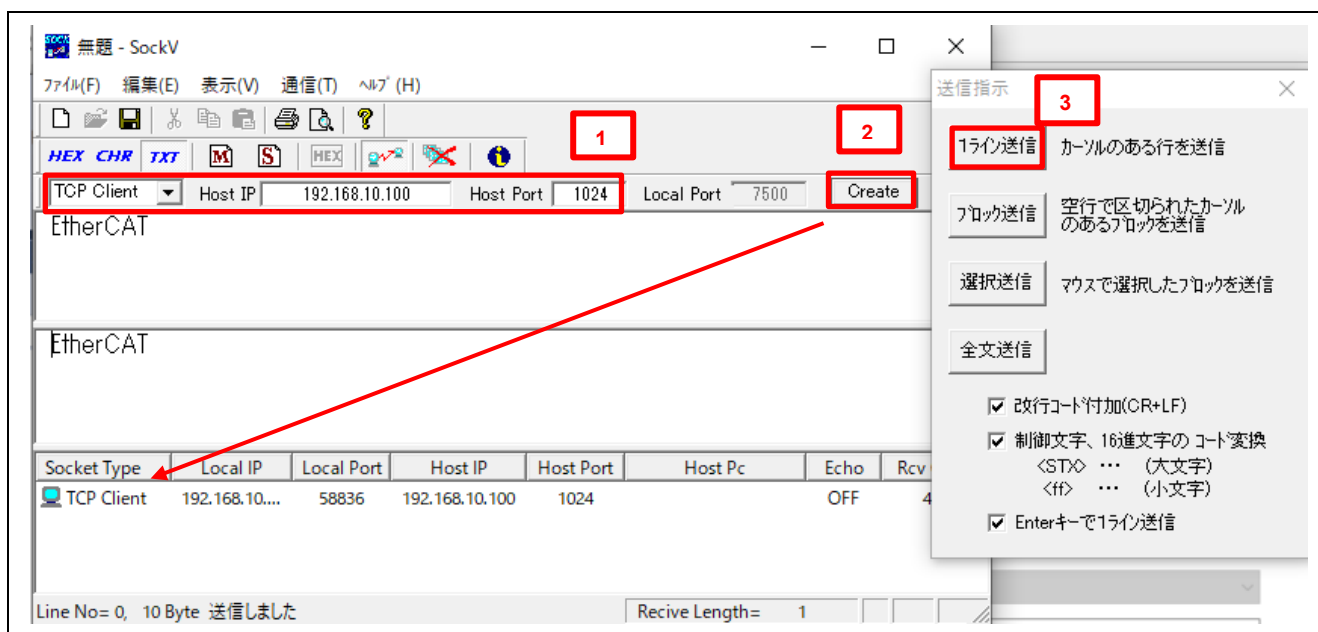 無題 - SockV
ファイル(F) 編集(E) 表示(V) 通信(T) ヘルプ(H)
HEX CHR TXT M S HEX
1
2
TCP Client Host IP 192.168.10.100 Host Port 1024 Local Port 7500 Create
EtherCAT
EtherCAT
Socket Type Local IP Local Port Host IP Host Port Host Pc Echo Rcv
TCP Client 192.168.10.... 58836 192.168.10.100 1024 OFF 4
Line No= 0, 10 Byte 送信しました Recive Length= 1
送信指示
3
1ライン送信 カーソルのある行を送信
ブロック送信 空行で区切られたカーソル
のあるブロックを送信
選択送信 マウスで選択したブロックを送信
全文送信
改行コード付加(CR+LF)
制御文字、16進文字の コード変換
<STX> … (大文字)
<ff> … (小文字)
Enterキーで1ライン送信